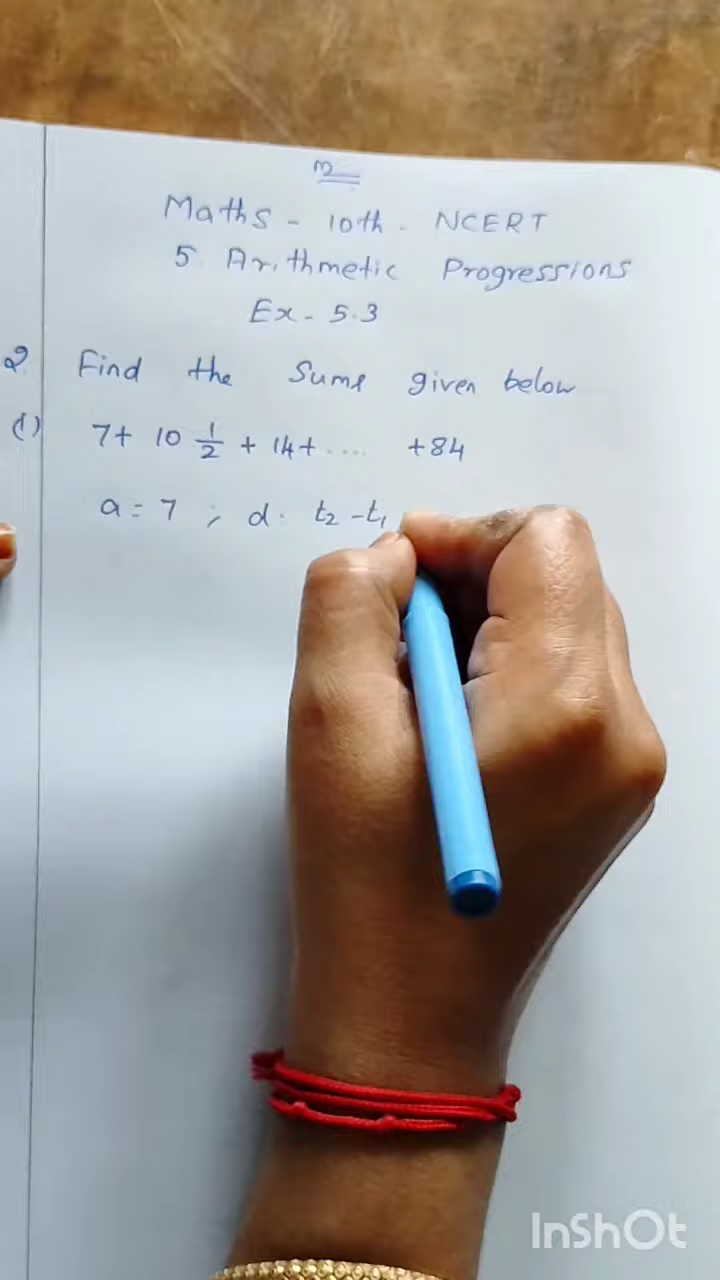 m
Maths - 10th - NCERT
5. Arithmetic Progressions
Ex - 5.3
2 Find the Sums given below
(i) 7+ 10 1/2 + 14+ .... +84
a = 7 ; d = t₂ - t₁
InShOt